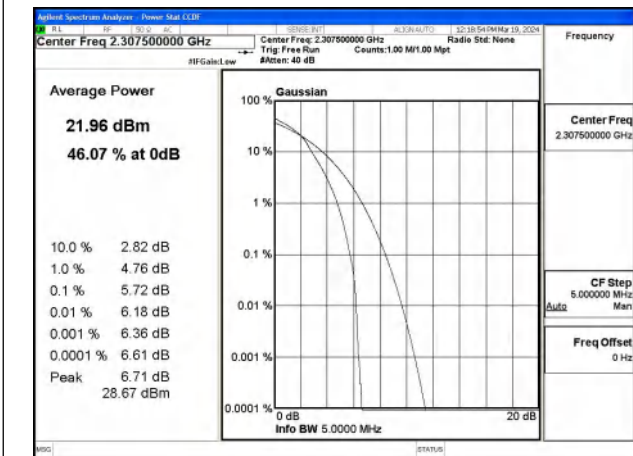 Agilent Spectrum Analyzer - Power Stat CCDF
RL RF 50 Ω AC SENSE:INT ALIGN AUTO 12:18:54 PM Mar 19, 2024
Center Freq 2.307500000 GHz
Center Freq: 2.307500000 GHz Radio Std: None
Trig: Free Run Counts:1.00 M/1.00 Mpt
#IFGain:Low #Atten: 40 dB
Frequency
Average Power
21.96 dBm
46.07 % at 0dB
10.0 % 2.82 dB
1.0 % 4.76 dB
0.1 % 5.72 dB
0.01 % 6.18 dB
0.001 % 6.36 dB
0.0001 % 6.61 dB
Peak 6.71 dB
28.67 dBm
Gaussian
100 %
10 %
1 %
0.1 %
0.01 %
0.001 %
0.0001 %
0 dB 20 dB
Info BW 5.0000 MHz
Center Freq
2.307500000 GHz
CF Step
5.000000 MHz
Auto Man
Freq Offset
0 Hz
MSG STATUS